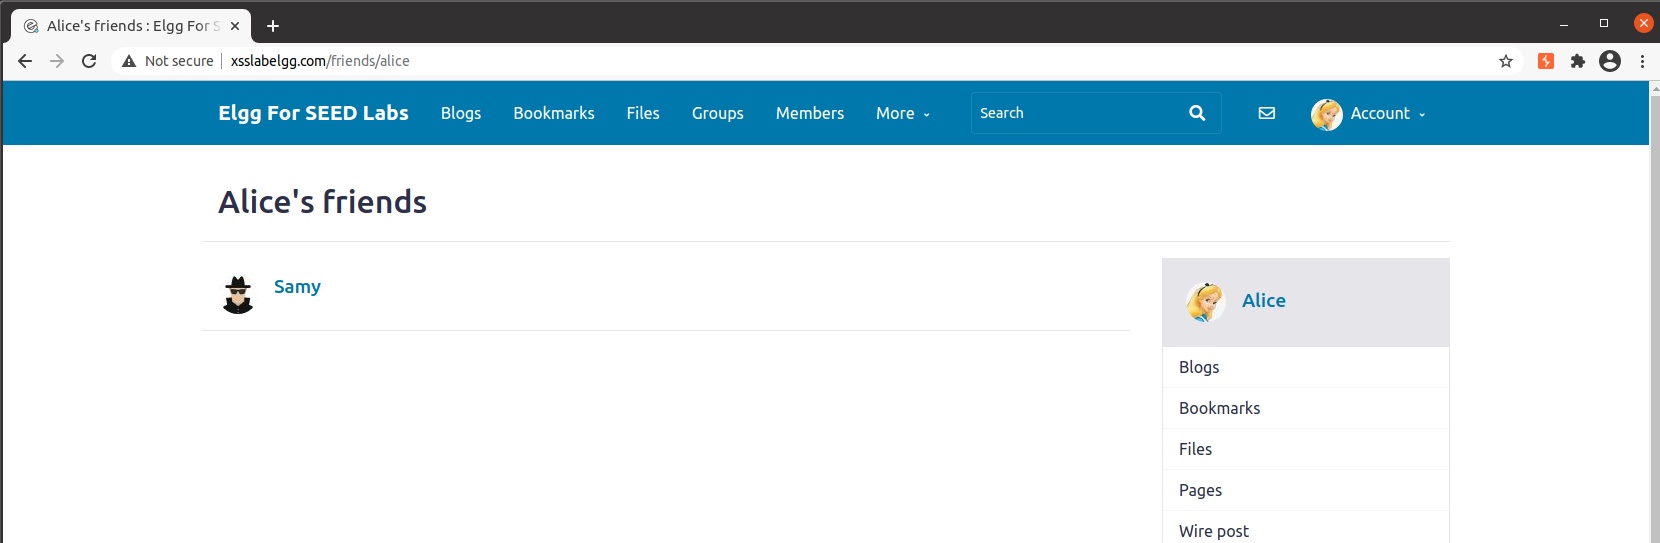 Alice's friends : Elgg For S
Not secure xsslabelgg.com/friends/alice
Elgg For SEED Labs Blogs Bookmarks Files Groups Members More Search Account
Alice's friends
Samy
Alice
Blogs
Bookmarks
Files
Pages
Wire post